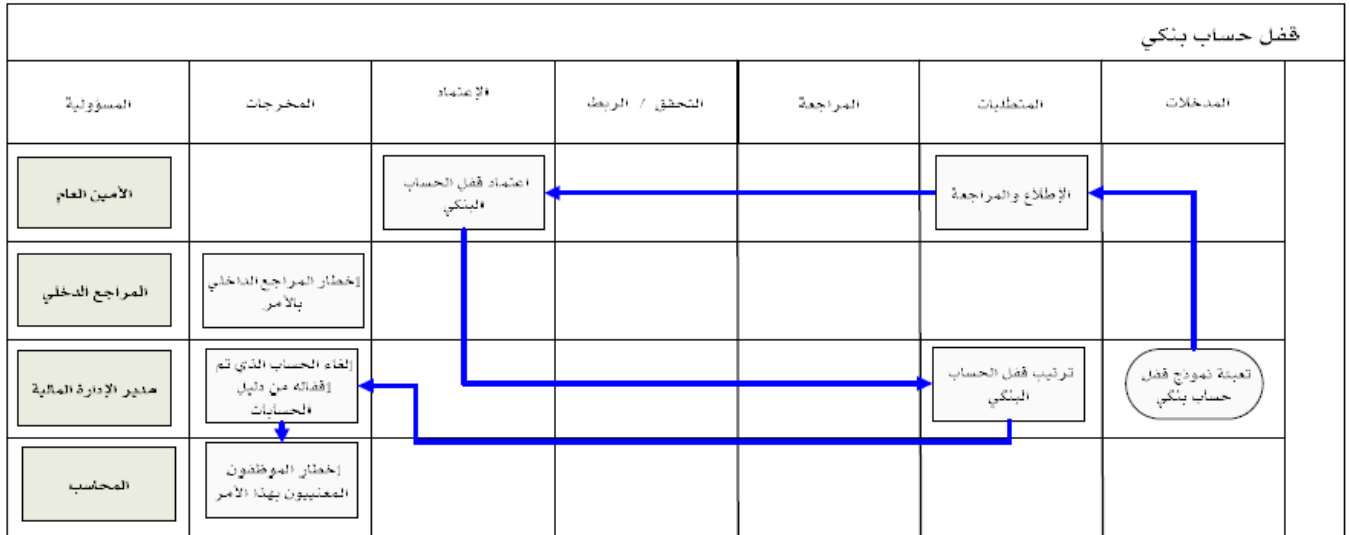 قفل حساب بنكي
المدخلات
المتطلبات
المراجعة
التحقق / الربط
الإعتماد
المخرجات
المسؤولية
الإطلاع والمراجعة
اعتماد قفل الحساب
البنكي
الأمين العام
إخطار المراجع الداخلي
بالأمر
المراجع الدخلي
تعبئة نموذج قفل
حساب بنكي
ترتيب قفل الحساب
البنكي
إلغاء الحساب الذي تم
إقفاله من دليل
الحسابات
مدير الإدارة المالية
إخطار الموظفون
المعنييون بهذا الأمر
المحاسب